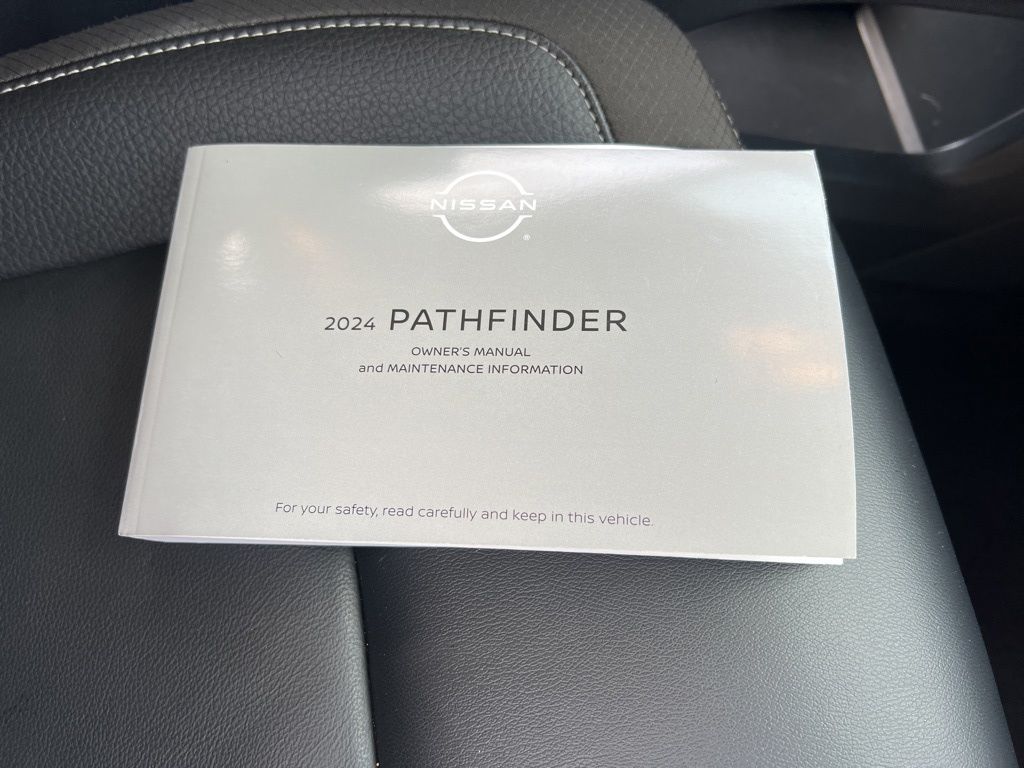 NISSAN
®
2024 PATHFINDER
OWNER'S MANUAL
and MAINTENANCE INFORMATION
For your safety, read carefully and keep in this vehicle.